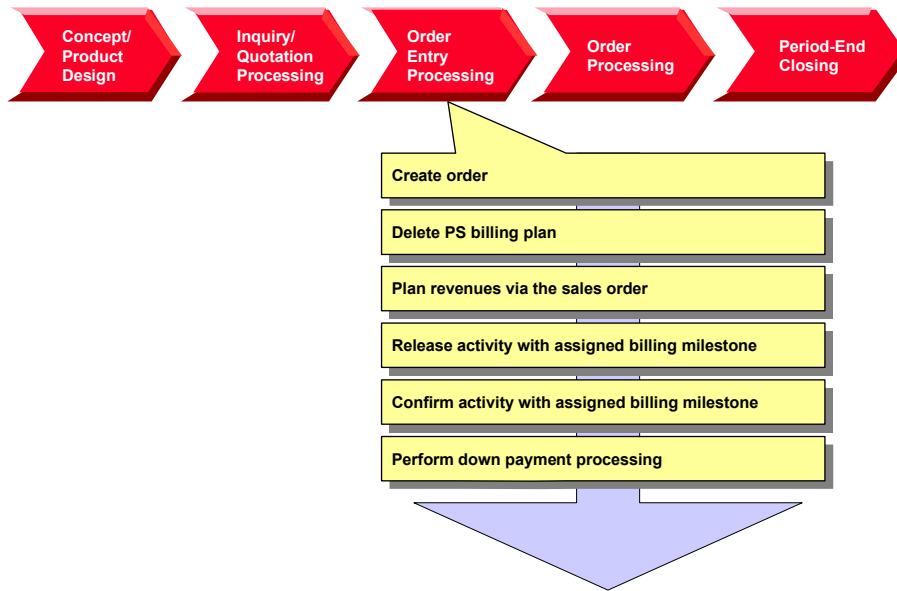 Concept/
Product
Design
Inquiry/
Quotation
Processing
Order
Entry
Processing
Order
Processing
Period-End
Closing
Create order
Delete PS billing plan
Plan revenues via the sales order
Release activity with assigned billing milestone
Confirm activity with assigned billing milestone
Perform down payment processing